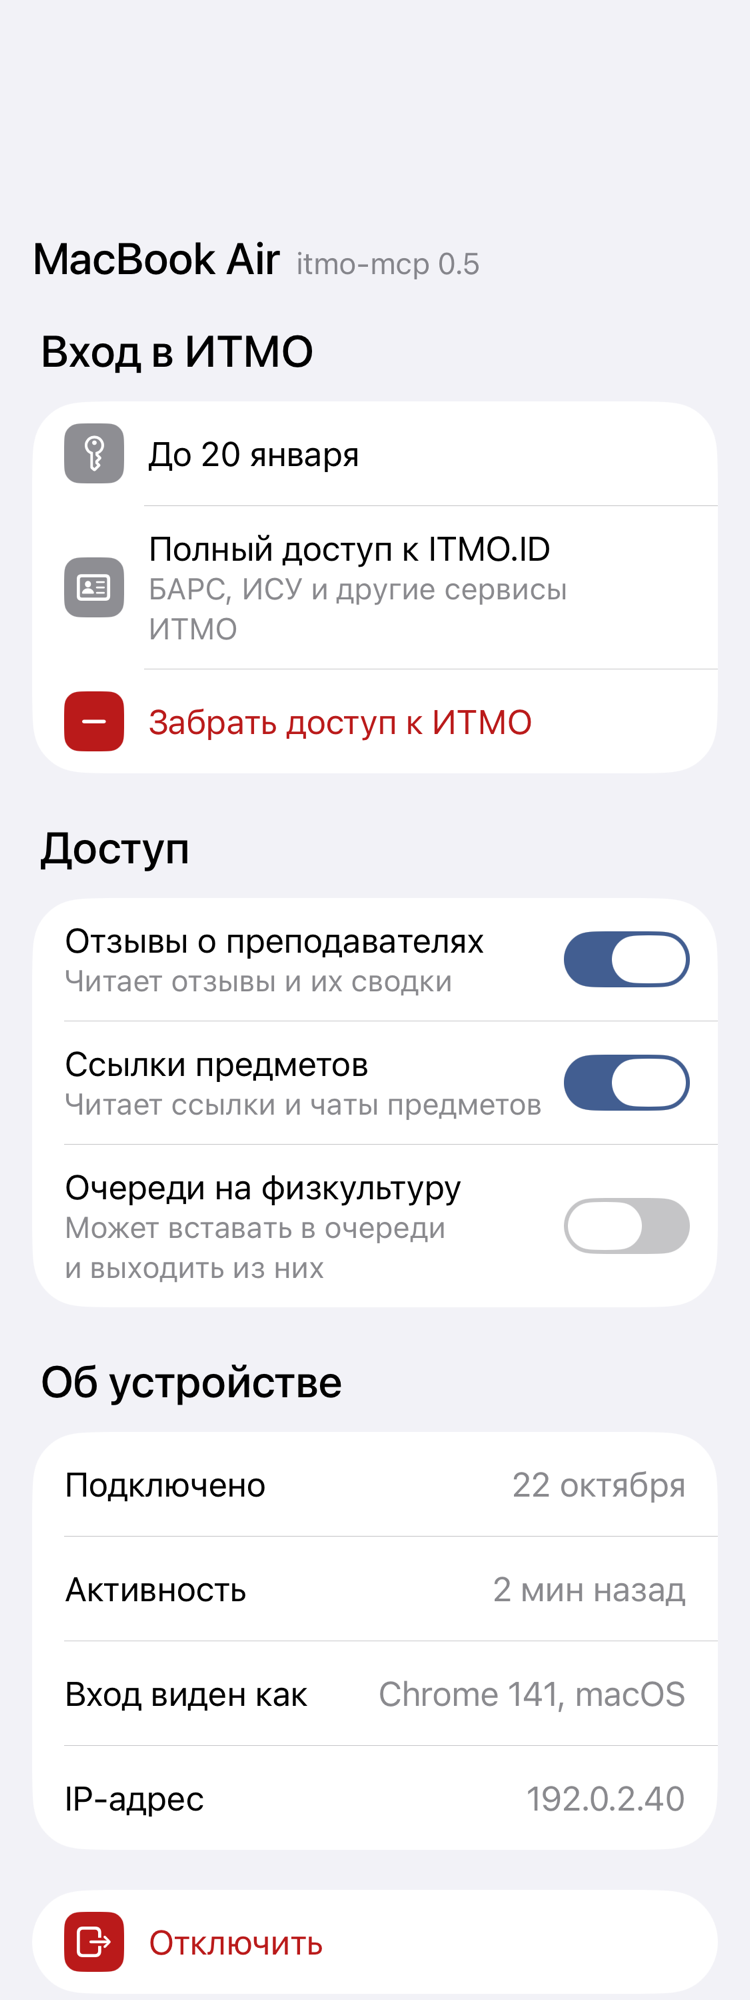 MacBook Air itmo-mcp 0.5
Вход в ИТМО
До 20 января
Полный доступ к ITMO.ID
БАРС, ИСУ и другие сервисы
ИТМО
Забрать доступ к ИТМО
Доступ
Отзывы о преподавателях
Читает отзывы и их сводки
Ссылки предметов
Читает ссылки и чаты предметов
Очереди на физкультуру
Может вставать в очереди
и выходить из них
Об устройстве
Подключено 22 октября
Активность 2 мин назад
Вход виден как Chrome 141, macOS
IP-адрес 192.0.2.40
Отключить